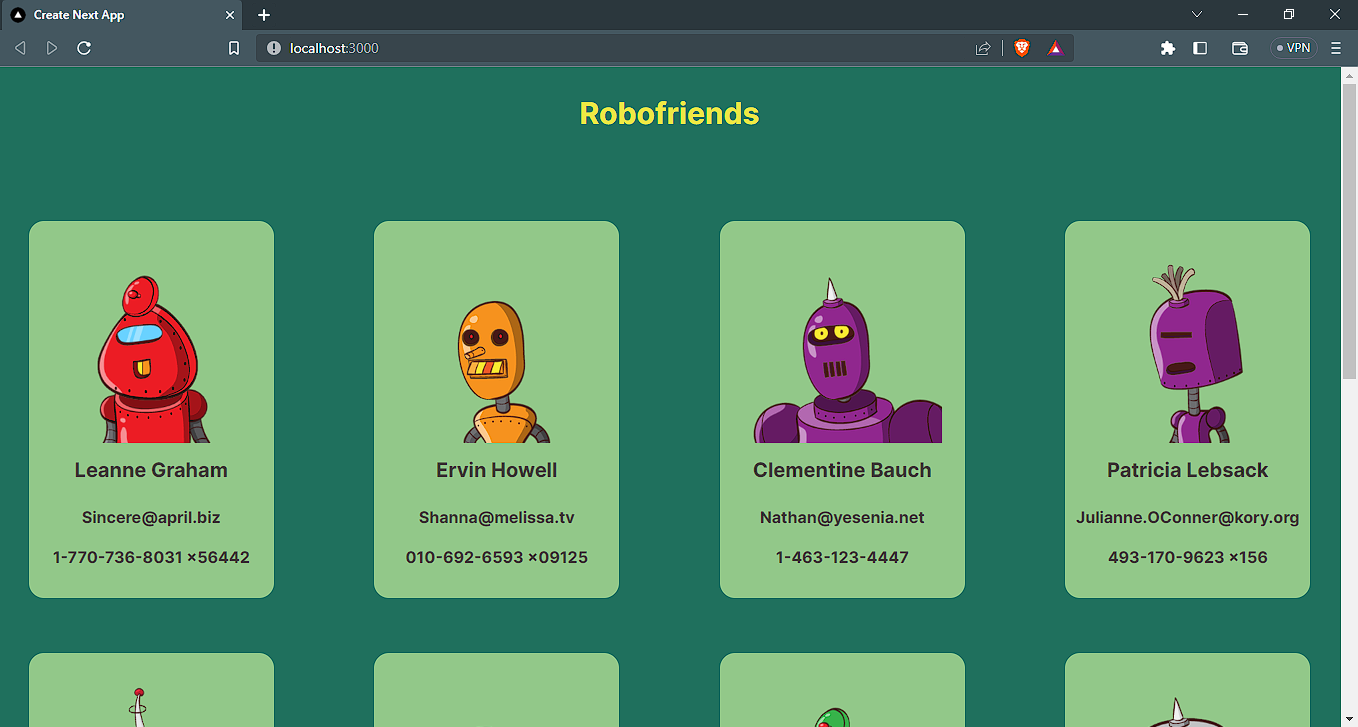 Create Next App
localhost:3000
VPN
Robofriends
Leanne Graham
Sincere@april.biz
1-770-736-8031 x56442
Ervin Howell
Shanna@melissa.tv
010-692-6593 x09125
Clementine Bauch
Nathan@yesenia.net
1-463-123-4447
Patricia Lebsack
Julianne.OConner@kory.org
493-170-9623 x156